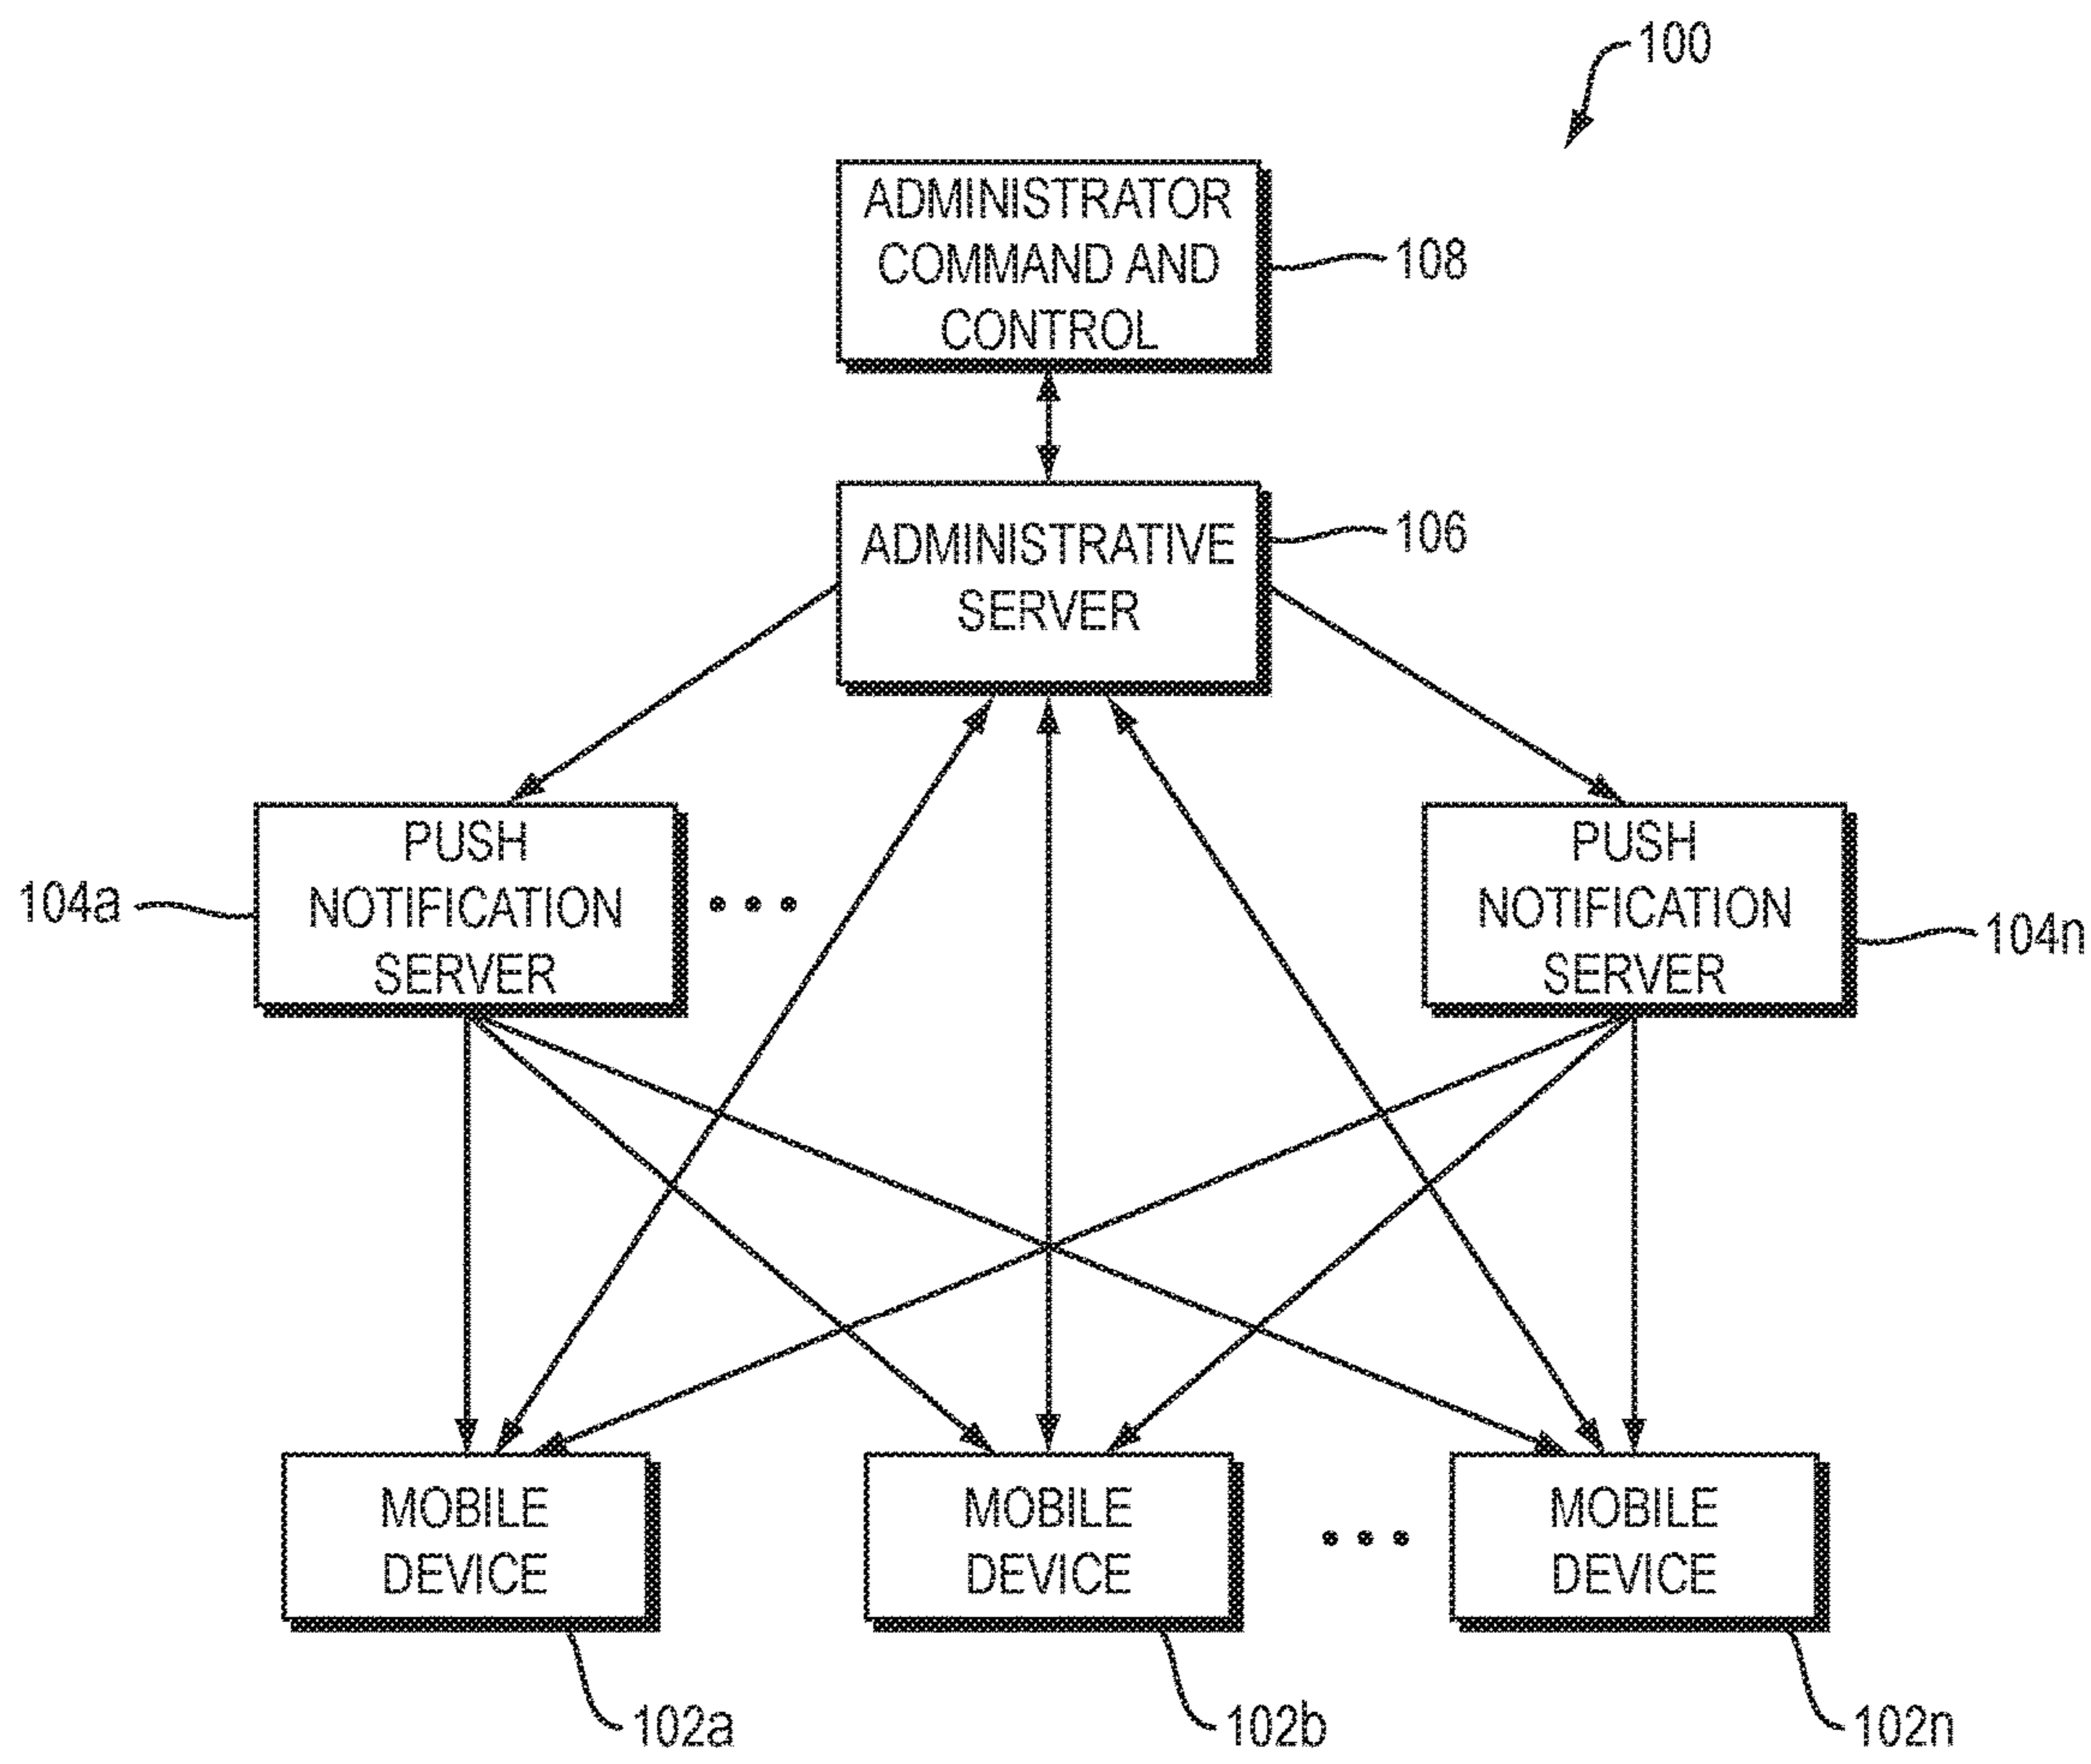 100
ADMINISTRATOR
COMMAND AND
CONTROL
108
ADMINISTRATIVE
SERVER
106
PUSH
NOTIFICATION
SERVER
104a
PUSH
NOTIFICATION
SERVER
104n
MOBILE
DEVICE
102a
MOBILE
DEVICE
102b
MOBILE
DEVICE
102n